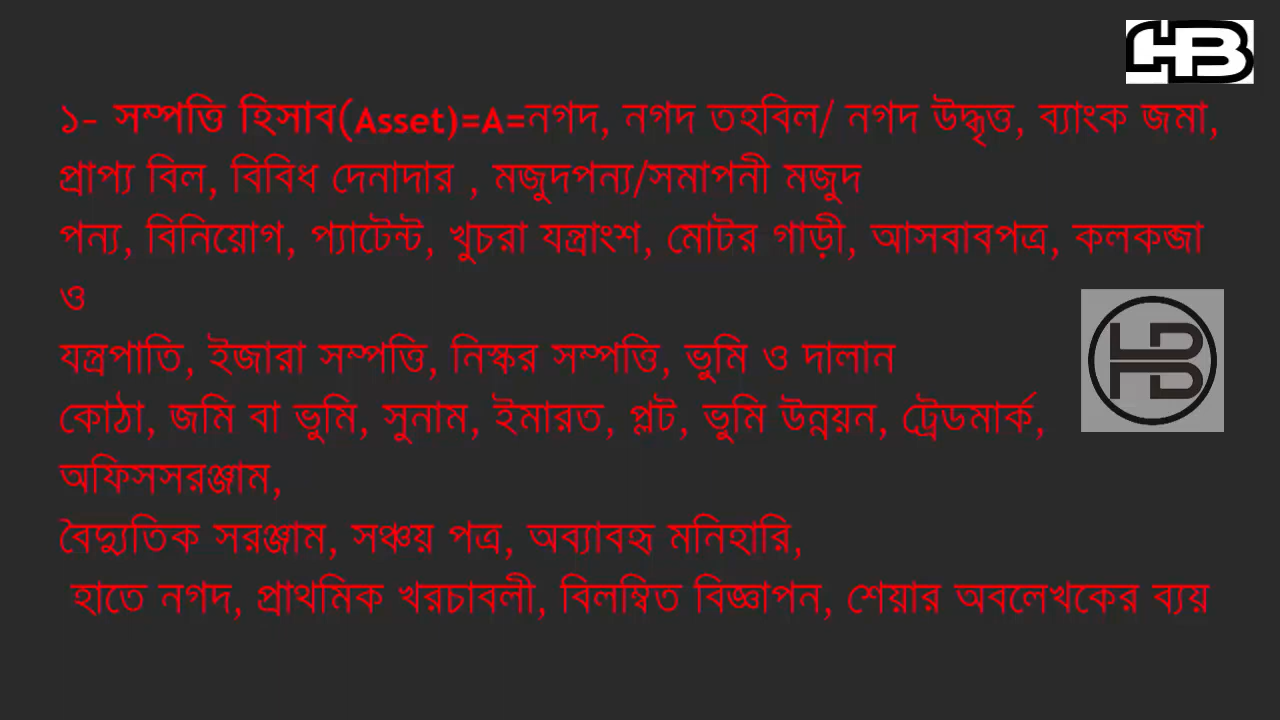 HB
১- সম্পত্তি হিসাব(Asset)=A=নগদ, নগদ তহবিল/ নগদ উদ্ধৃত্ত, ব্যাংক জমা,
প্রাপ্য বিল, বিবিধ দেনাদার , মজুদপন্য/সমাপনী মজুদ
পন্য, বিনিয়োগ, প্যাটেন্ট, খুচরা যন্ত্রাংশ, মোটর গাড়ী, আসবাবপত্র, কলকব্জা
ও
যন্ত্রপাতি, ইজারা সম্পত্তি, নিস্কর সম্পত্তি, ভুমি ও দালান
কোঠা, জমি বা ভুমি, সুনাম, ইমারত, প্লট, ভুমি উন্নয়ন, ট্রেডমার্ক,
অফিসসরঞ্জাম,
বৈদ্যুতিক সরঞ্জাম, সঞ্চয় পত্র, অব্যাবহৃ মনিহারি,
হাতে নগদ, প্রাথমিক খরচাবলী, বিলম্বিত বিজ্ঞাপন, শেয়ার অবলেখকের ব্যয়